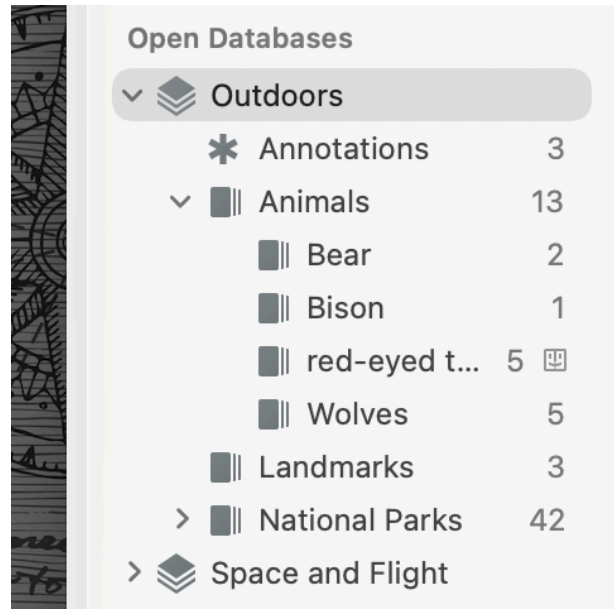 Open Databases
Outdoors
Annotations 3
Animals 13
Bear 2
Bison 1
red-eyed t... 5
Wolves 5
Landmarks 3
National Parks 42
Space and Flight